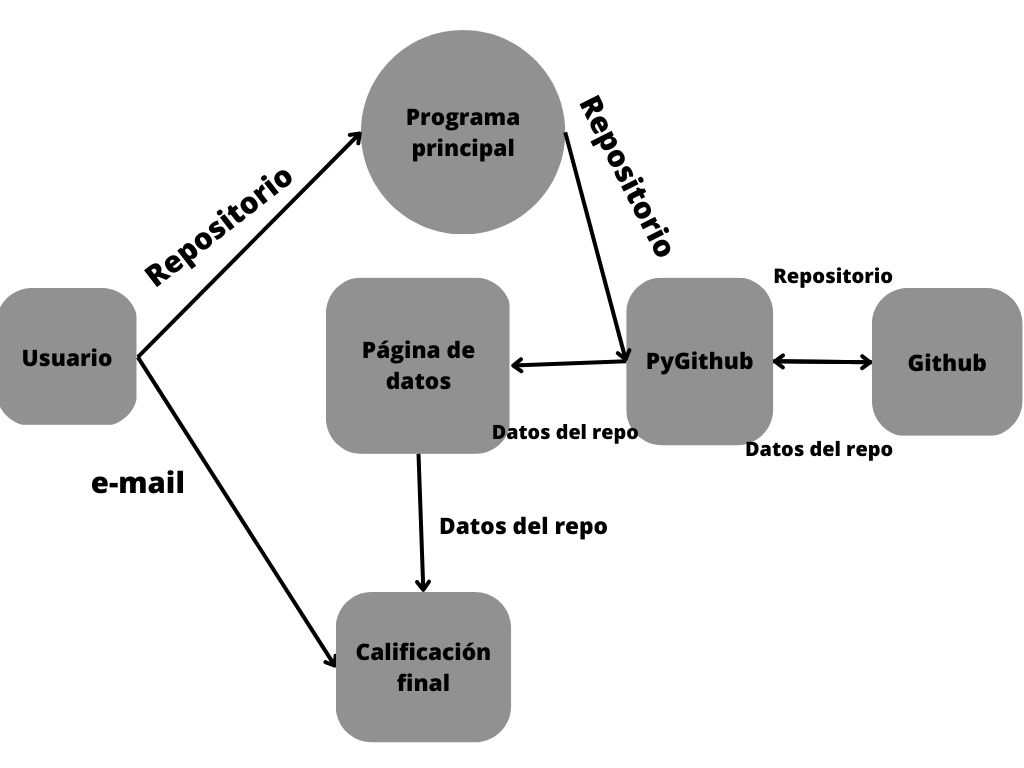 Programa
principal
Repositorio
Repositorio
Repositorio
Usuario
Página de
datos
PyGithub
Github
Datos del repo
Datos del repo
e-mail
Datos del repo
Calificación
final